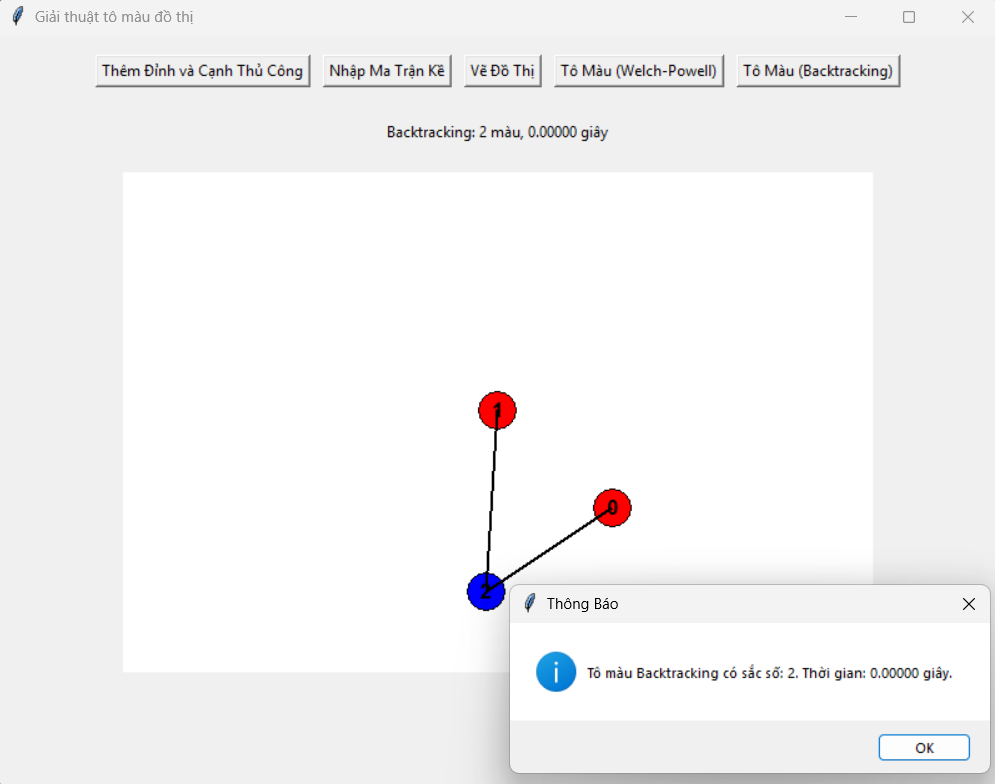 Giải thuật tô màu đồ thị
Thêm Đỉnh và Cạnh Thủ Công
Nhập Ma Trận Kề
Vẽ Đồ Thị
Tô Màu (Welch-Powell)
Tô Màu (Backtracking)
Backtracking: 2 màu, 0.00000 giây
1
0
2
Thông Báo
Tô màu Backtracking có sắc số: 2. Thời gian: 0.00000 giây.
OK